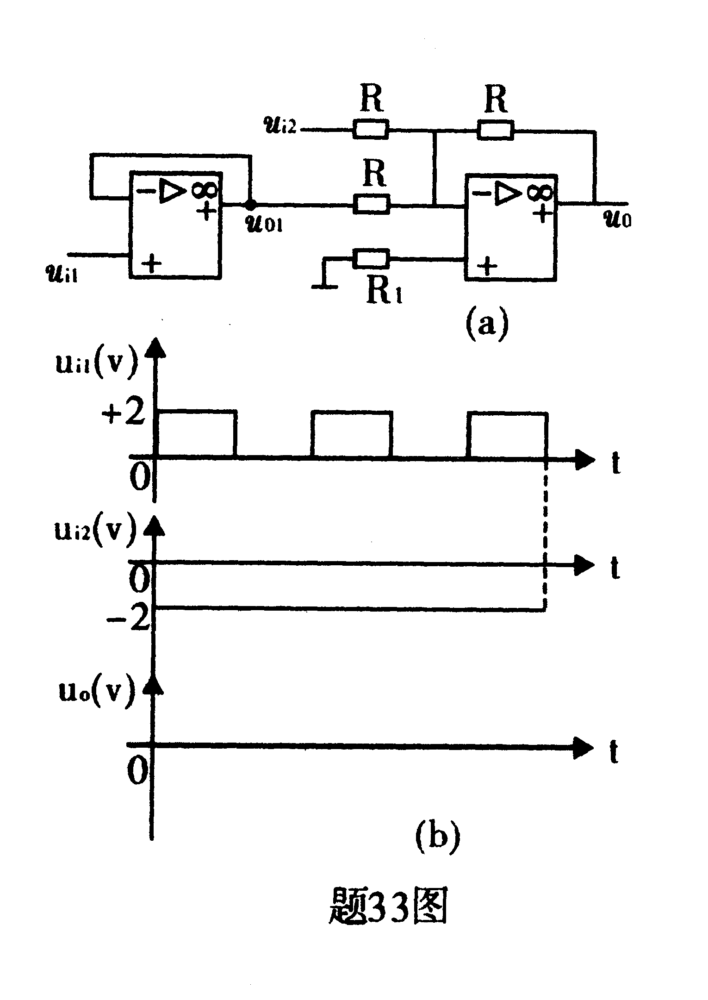 R R
ui2
R
- ▷ ∞ - ▷ ∞
+ +
u01 u0
+ +
ui1
R1
(a)
ui1(v)
+2
0 t
ui2(v)
0 t
-2
uo(v)
0 t
(b)
题33图